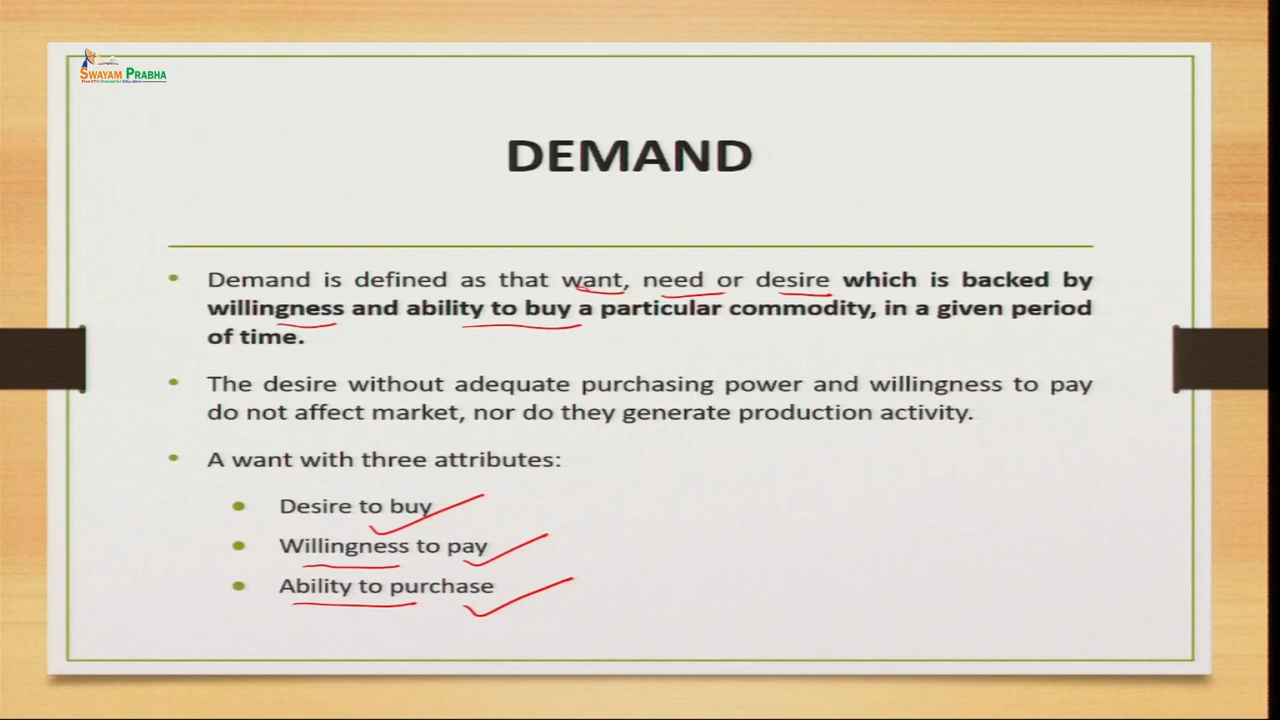 SWAYAM PRABHA
DEMAND
• Demand is defined as that want, need or desire which is backed by
willingness and ability to buy a particular commodity, in a given period
of time.
• The desire without adequate purchasing power and willingness to pay
do not affect market, nor do they generate production activity.
• A want with three attributes:
• Desire to buy
• Willingness to pay
• Ability to purchase